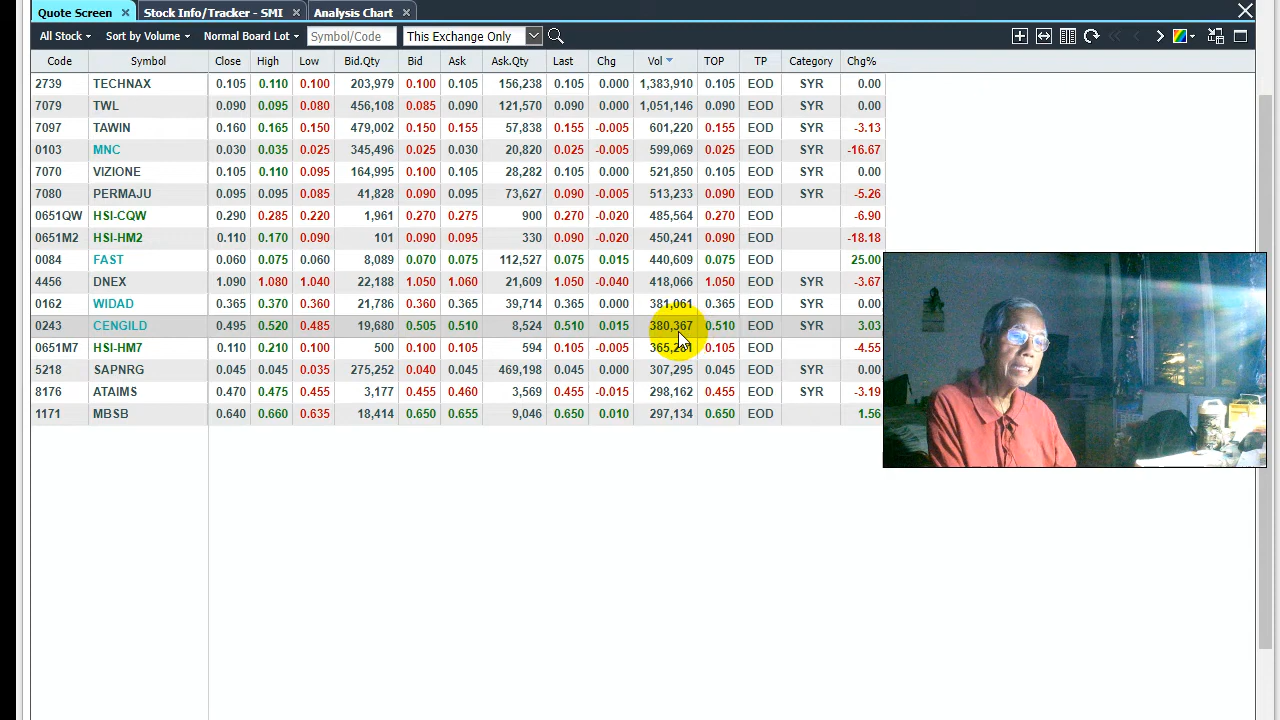 Quote Screen × Stock Info/Tracker - SMI × Analysis Chart ×
All Stock Sort by Volume Normal Board Lot Symbol/Code This Exchange Only
Code Symbol Close High Low Bid.Qty Bid Ask Ask.Qty Last Chg Vol TOP TP Category Chg%
2739 TECHNAX 0.105 0.110 0.100 203,979 0.100 0.105 156,238 0.105 0.000 1,383,910 0.105 EOD SYR 0.00
7079 TWL 0.090 0.095 0.080 456,108 0.085 0.090 121,570 0.090 0.000 1,051,146 0.090 EOD SYR 0.00
7097 TAWIN 0.160 0.165 0.150 479,002 0.150 0.155 57,838 0.155 -0.005 601,220 0.155 EOD SYR -3.13
0103 MNC 0.030 0.035 0.025 345,496 0.025 0.030 20,820 0.025 -0.005 599,069 0.025 EOD SYR -16.67
7070 VIZIONE 0.105 0.110 0.095 164,995 0.100 0.105 28,282 0.105 0.000 521,850 0.105 EOD SYR 0.00
7080 PERMAJU 0.095 0.095 0.085 41,828 0.090 0.095 73,627 0.090 -0.005 513,233 0.090 EOD SYR -5.26
0651QW HSI-CQW 0.290 0.285 0.220 1,961 0.270 0.275 900 0.270 -0.020 485,564 0.270 EOD -6.90
0651M2 HSI-HM2 0.110 0.170 0.090 101 0.090 0.095 330 0.090 -0.020 450,241 0.090 EOD -18.18
0084 FAST 0.060 0.075 0.060 8,089 0.070 0.075 112,527 0.075 0.015 440,609 0.075 EOD 25.00
4456 DNEX 1.090 1.080 1.040 22,188 1.050 1.060 21,609 1.050 -0.040 418,066 1.050 EOD SYR -3.67
0162 WIDAD 0.365 0.370 0.360 21,786 0.360 0.365 39,714 0.365 0.000 381,061 0.365 EOD SYR 0.00
0243 CENGILD 0.495 0.520 0.485 19,680 0.505 0.510 8,524 0.510 0.015 380,367 0.510 EOD SYR 3.03
0651M7 HSI-HM7 0.110 0.210 0.100 500 0.100 0.105 594 0.105 -0.005 0.105 EOD -4.55
5218 SAPNRG 0.045 0.045 0.035 275,252 0.040 0.045 469,198 0.045 0.000 307,295 0.045 EOD SYR 0.00
8176 ATAIMS 0.470 0.475 0.455 3,177 0.455 0.460 3,569 0.455 -0.015 298,162 0.455 EOD SYR -3.19
1171 MBSB 0.640 0.660 0.635 18,414 0.650 0.655 9,046 0.650 0.010 297,134 0.650 EOD 1.56